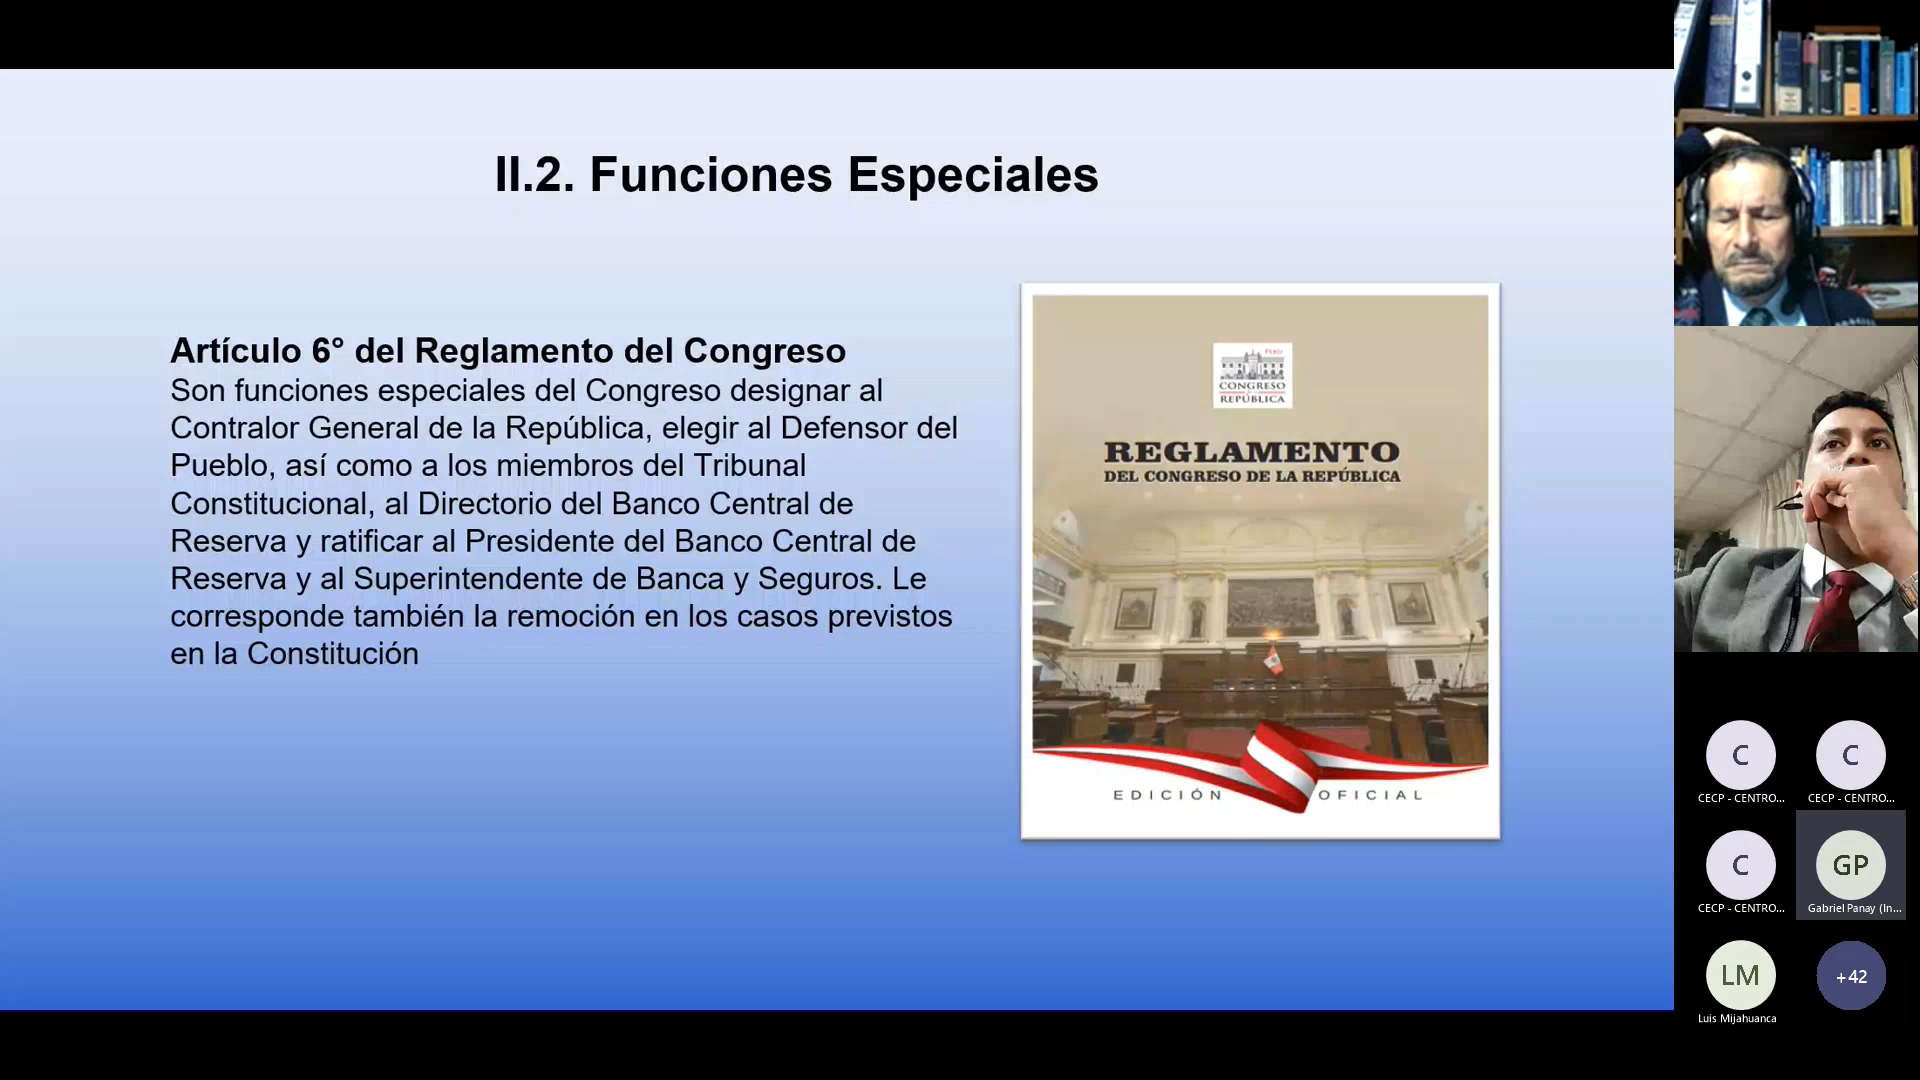 II.2. Funciones Especiales
Artículo 6° del Reglamento del Congreso
Son funciones especiales del Congreso designar al
Contralor General de la República, elegir al Defensor del
Pueblo, así como a los miembros del Tribunal
Constitucional, al Directorio del Banco Central de
Reserva y ratificar al Presidente del Banco Central de
Reserva y al Superintendente de Banca y Seguros. Le
corresponde también la remoción en los casos previstos
en la Constitución
PERÚ
CONGRESO
REPÚBLICA
REGLAMENTO
DEL CONGRESO DE LA REPÚBLICA
EDICIÓN OFICIAL
C
CECP - CENTRO...
C
CECP - CENTRO...
C
CECP - CENTRO...
GP
Gabriel Panay (In...
LM
Luis Mijahuanca
+42